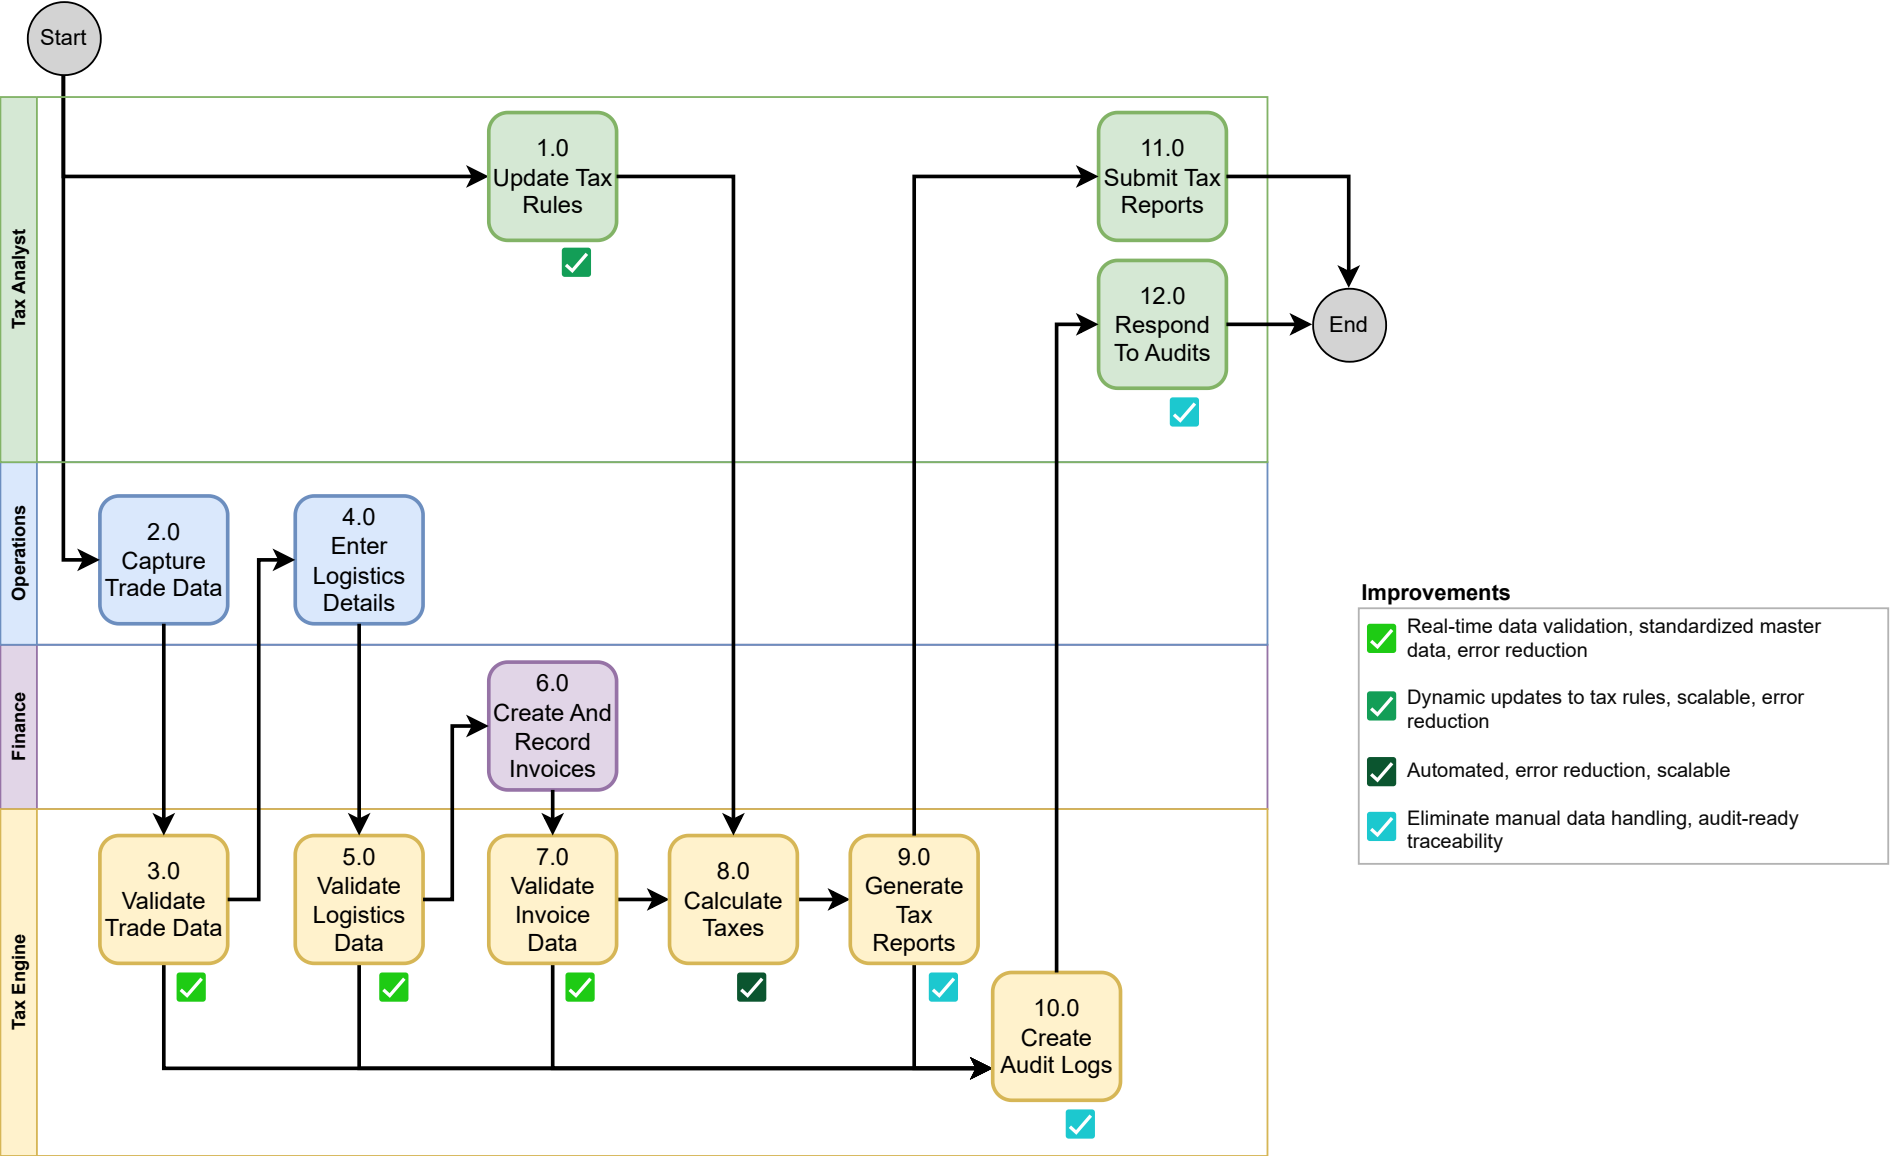 Start
Tax Analyst
1.0
Update Tax
Rules
11.0
Submit Tax
Reports
12.0
Respond
To Audits
End
Operations
2.0
Capture
Trade Data
4.0
Enter
Logistics
Details
Finance
6.0
Create And
Record
Invoices
Tax Engine
3.0
Validate
Trade Data
5.0
Validate
Logistics
Data
7.0
Validate
Invoice
Data
8.0
Calculate
Taxes
9.0
Generate
Tax
Reports
10.0
Create
Audit Logs
Improvements
Real-time data validation, standardized master
data, error reduction
Dynamic updates to tax rules, scalable, error
reduction
Automated, error reduction, scalable
Eliminate manual data handling, audit-ready
traceability